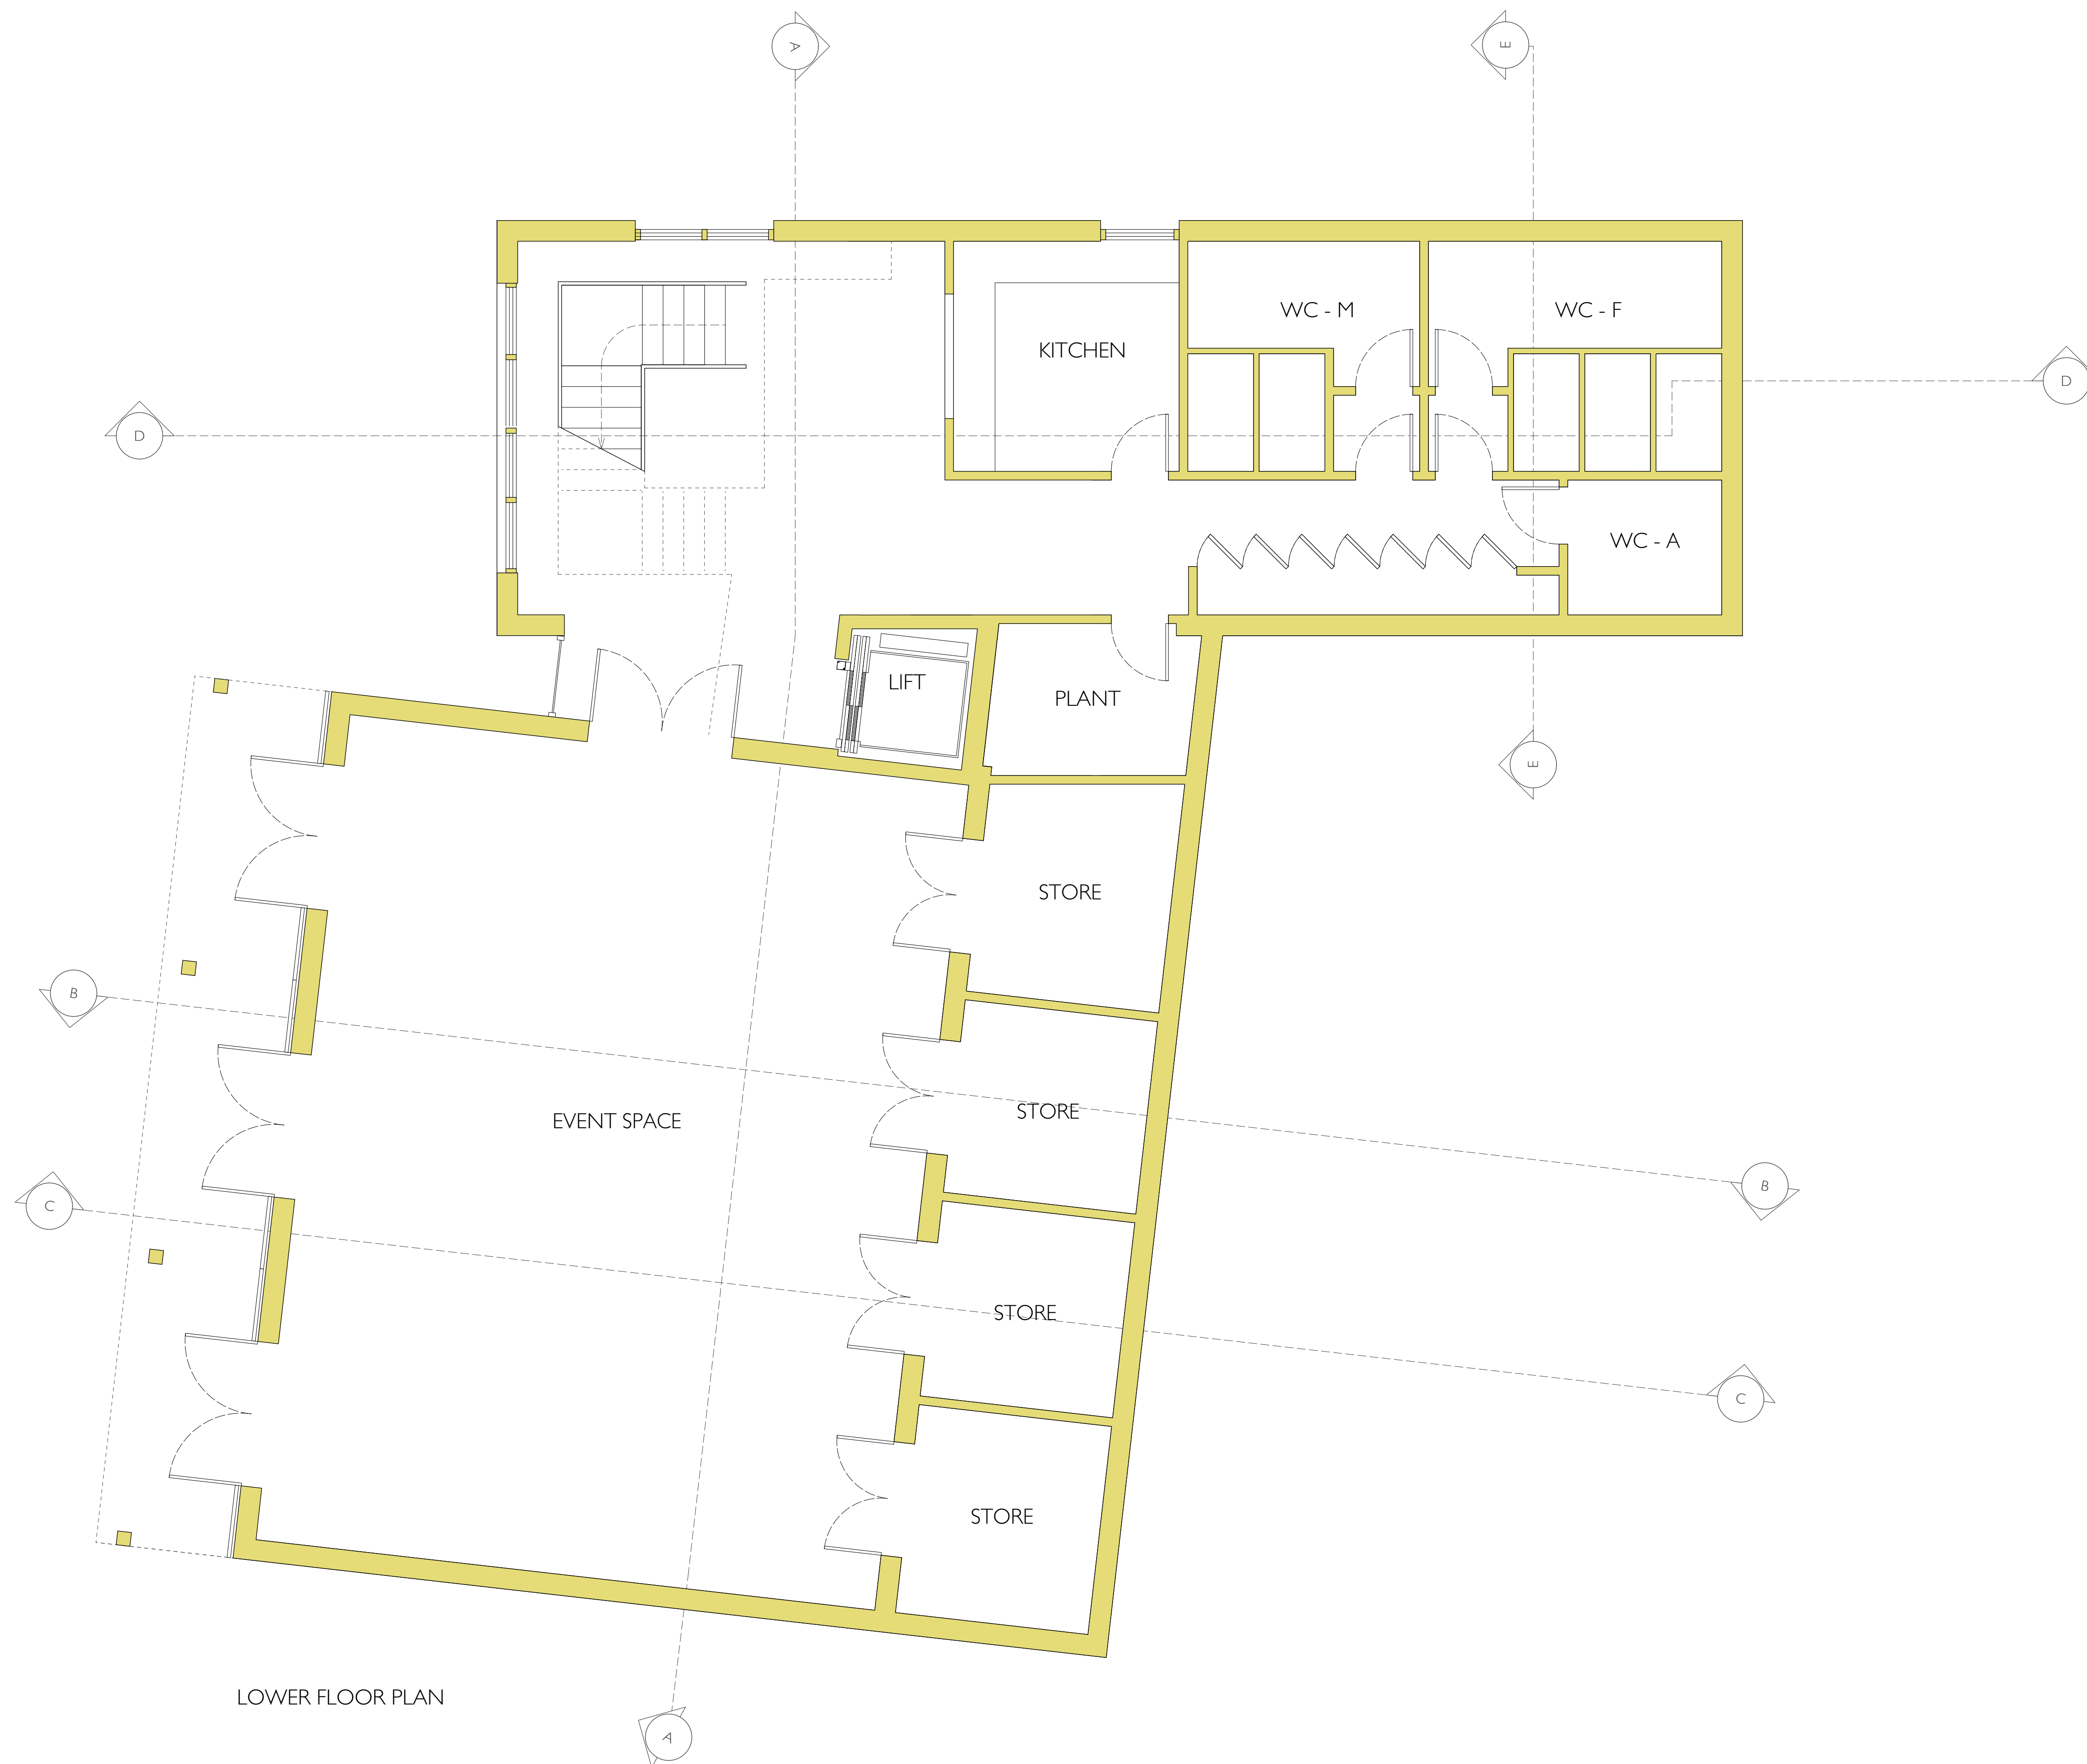 A
E
WC - M
WC - F
KITCHEN
D
D
WC - A
LIFT
PLANT
E
STORE
B
EVENT SPACE
STORE
B
C
STORE
C
STORE
LOWER FLOOR PLAN
A